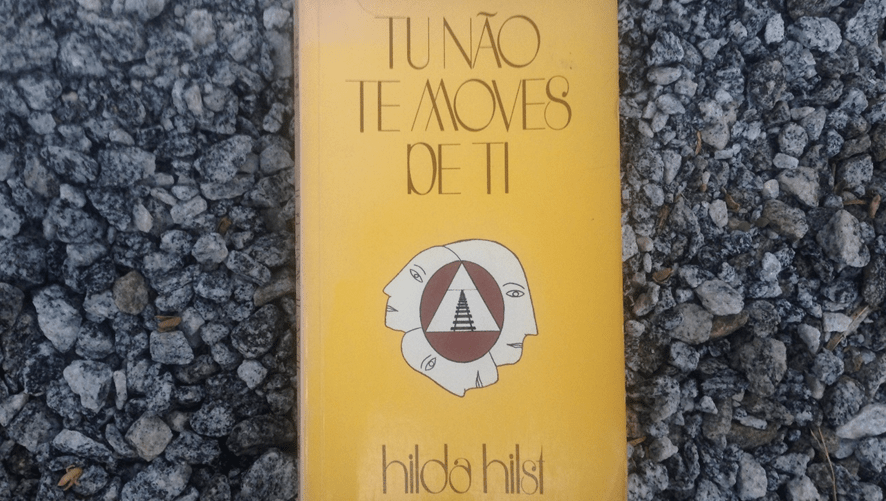 TU NÃO
TE MOVES
DE TI
hilda hilst